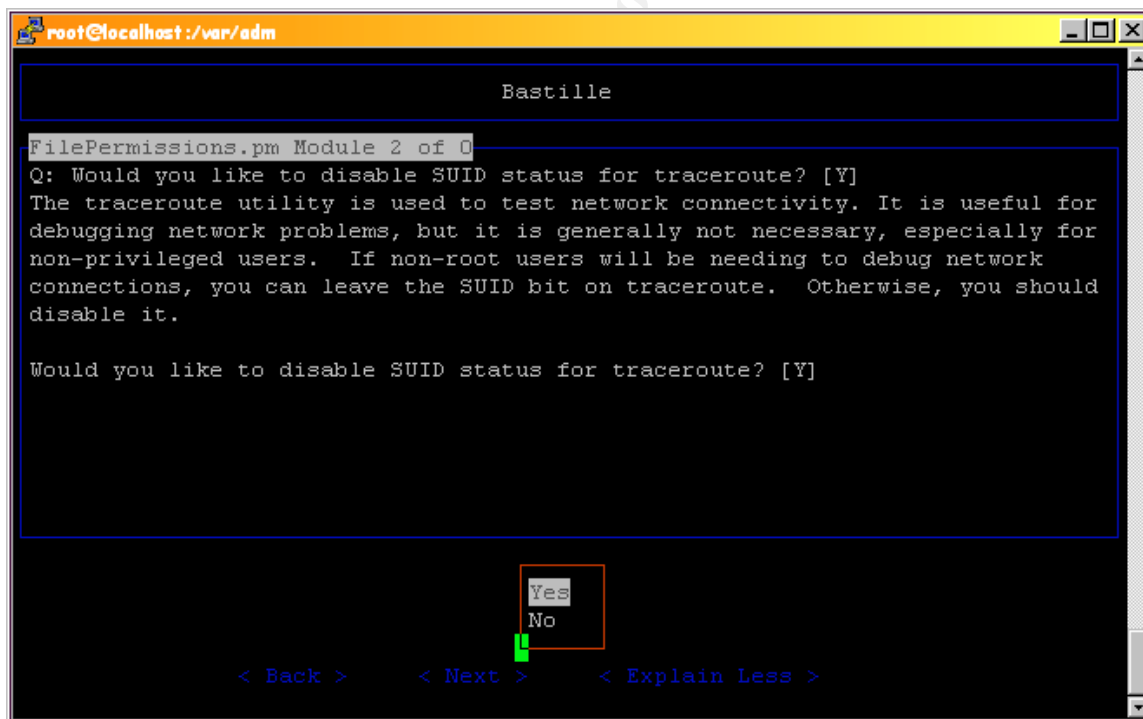 root@localhost:/var/adm
Bastille
FilePermissions.pm Module 2 of 0
Q: Would you like to disable SUID status for traceroute? [Y]
The traceroute utility is used to test network connectivity. It is useful for
debugging network problems, but it is generally not necessary, especially for
non-privileged users.  If non-root users will be needing to debug network
connections, you can leave the SUID bit on traceroute.  Otherwise, you should
disable it.
Would you like to disable SUID status for traceroute? [Y]
Yes
No
< Back > < Next > < Explain Less >